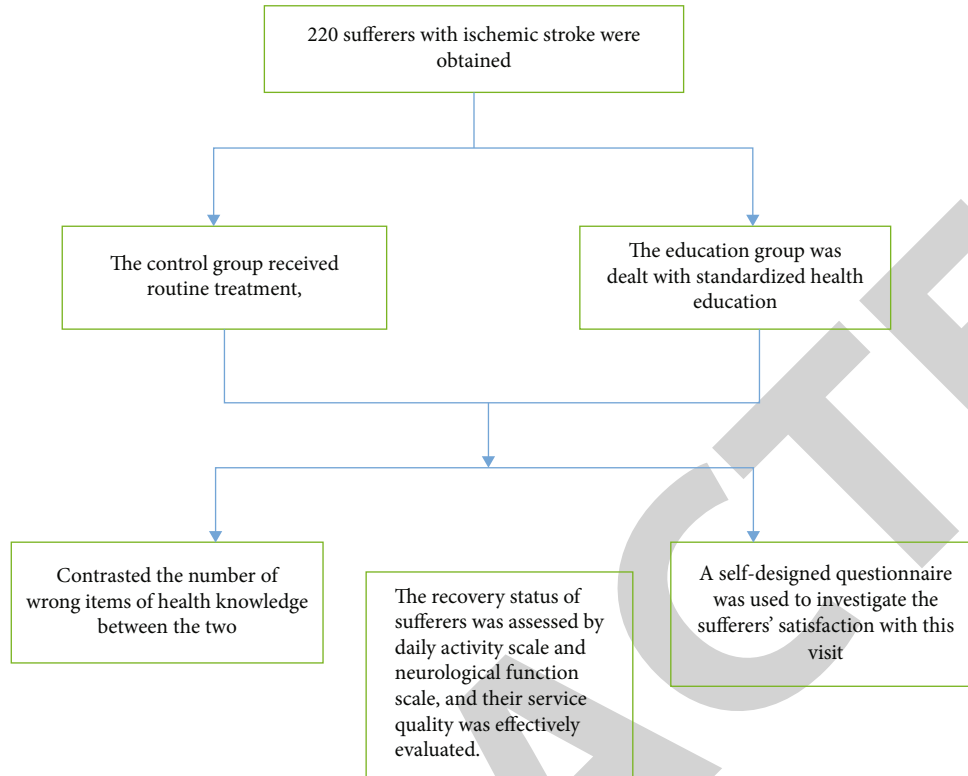 220 sufferers with ischemic stroke were
obtained
The control group received
routine treatment,
The education group was
dealt with standardized health
education
Contrasted the number of
wrong items of health knowledge
between the two
The recovery status of
sufferers was assessed by
daily activity scale and
neurological function
scale, and their service
quality was effectively
evaluated.
A self-designed questionnaire
was used to investigate the
sufferers’ satisfaction with this
visit
ACTE